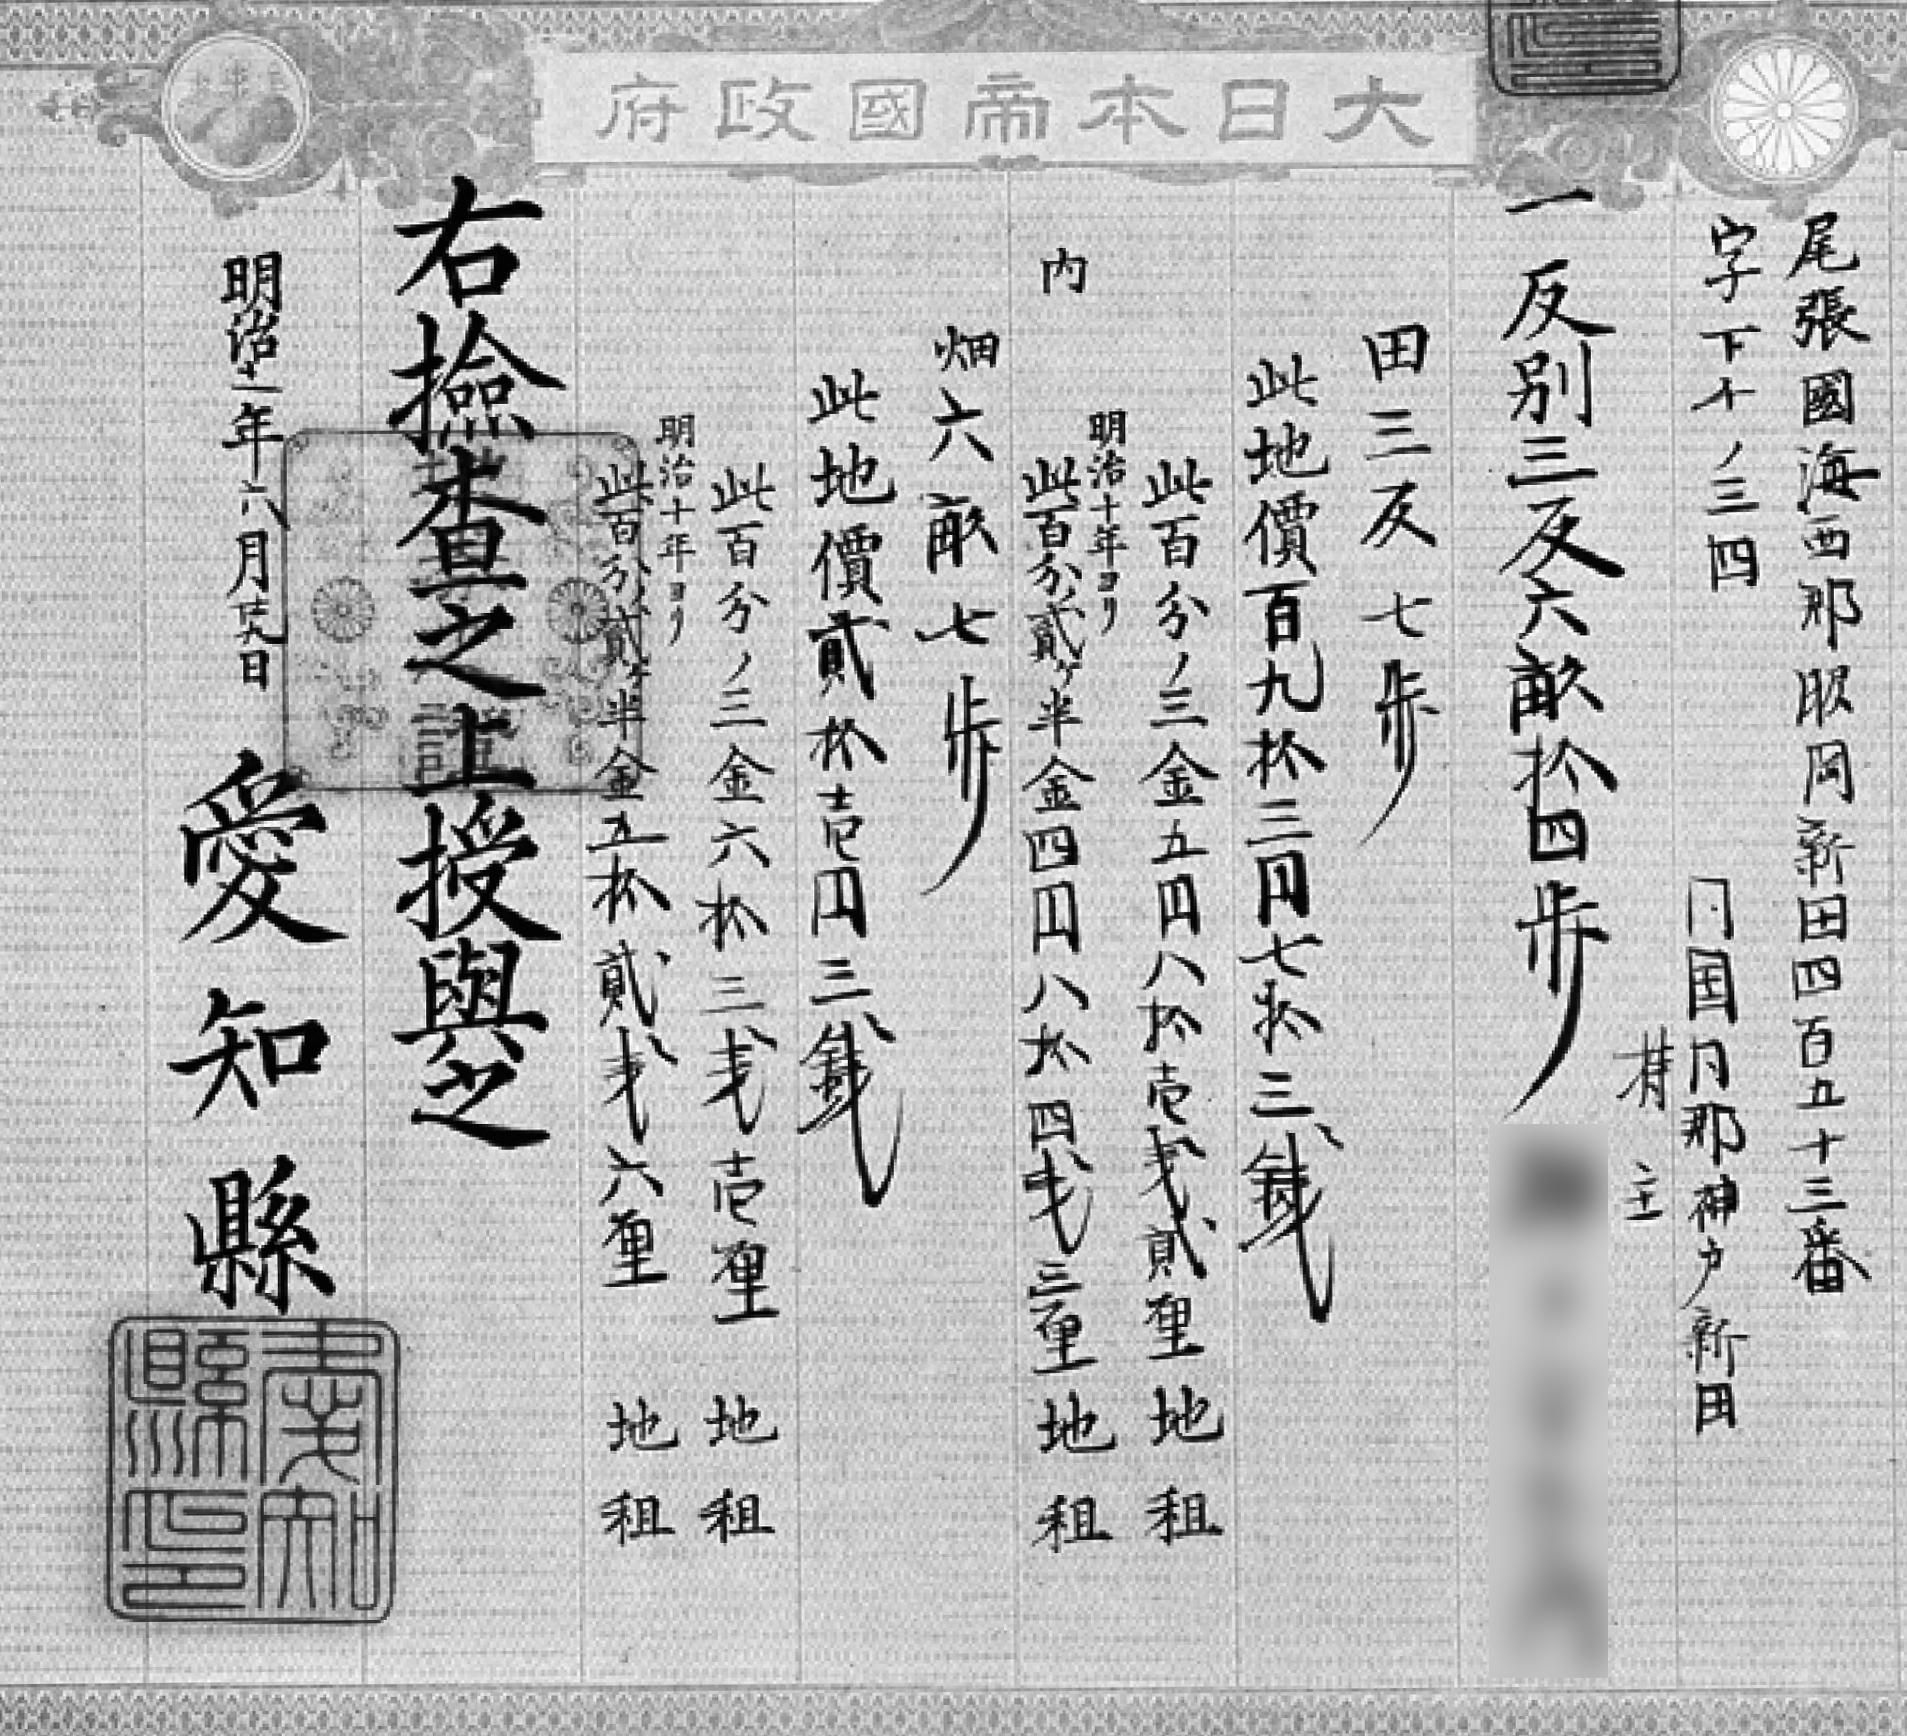 大日本帝國政府
尾張國海西郡昭岡新田四百五十三番
字下十ノ三四
同国同郡神戸新田
持主
一反別三反六畝拾四歩
田三反七歩
此地價百九拾三円七拾三錢
内
此百分ノ三金五円八拾壱銭貳厘地租
明治十年ヨリ
此百分ノ貳ヶ半金四円八拾四銭三厘地租
畑六畝七歩
此地價貳拾壱円三錢
此百分ノ三金六拾三銭壱厘地租
明治十年ヨリ
此百分ノ貳ヶ半金五拾貳銭六厘地租
右撿査之上授與之
明治十一年六月廿九日
愛知縣
愛知縣印